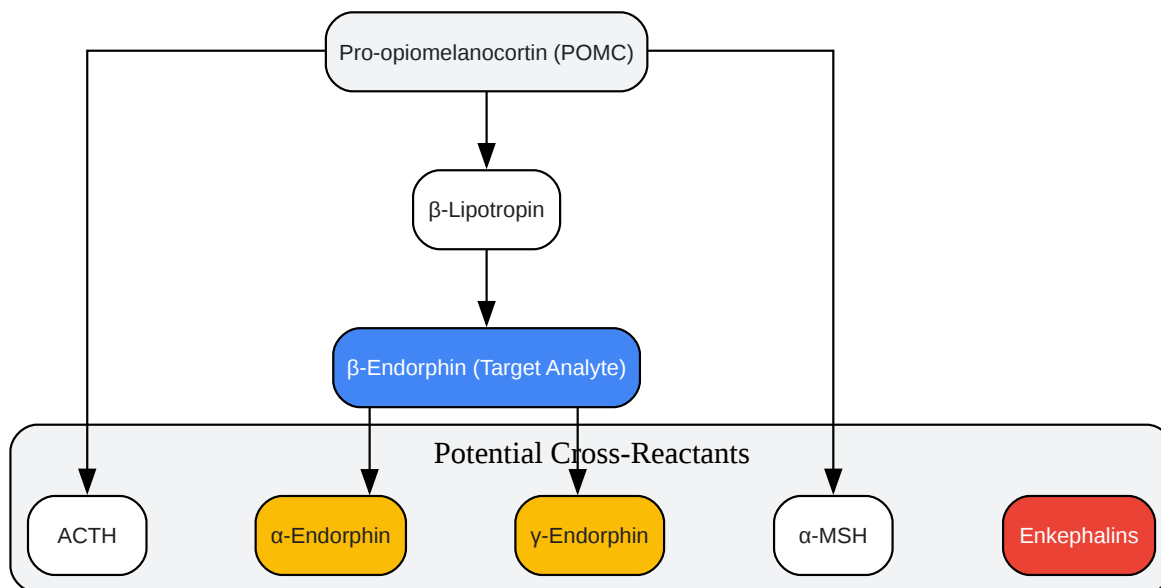 Pro-opiomelanocortin (POMC)
β-Lipotropin
β-Endorphin (Target Analyte)
Potential Cross-Reactants
ACTH
α-Endorphin
γ-Endorphin
α-MSH
Enkephalins